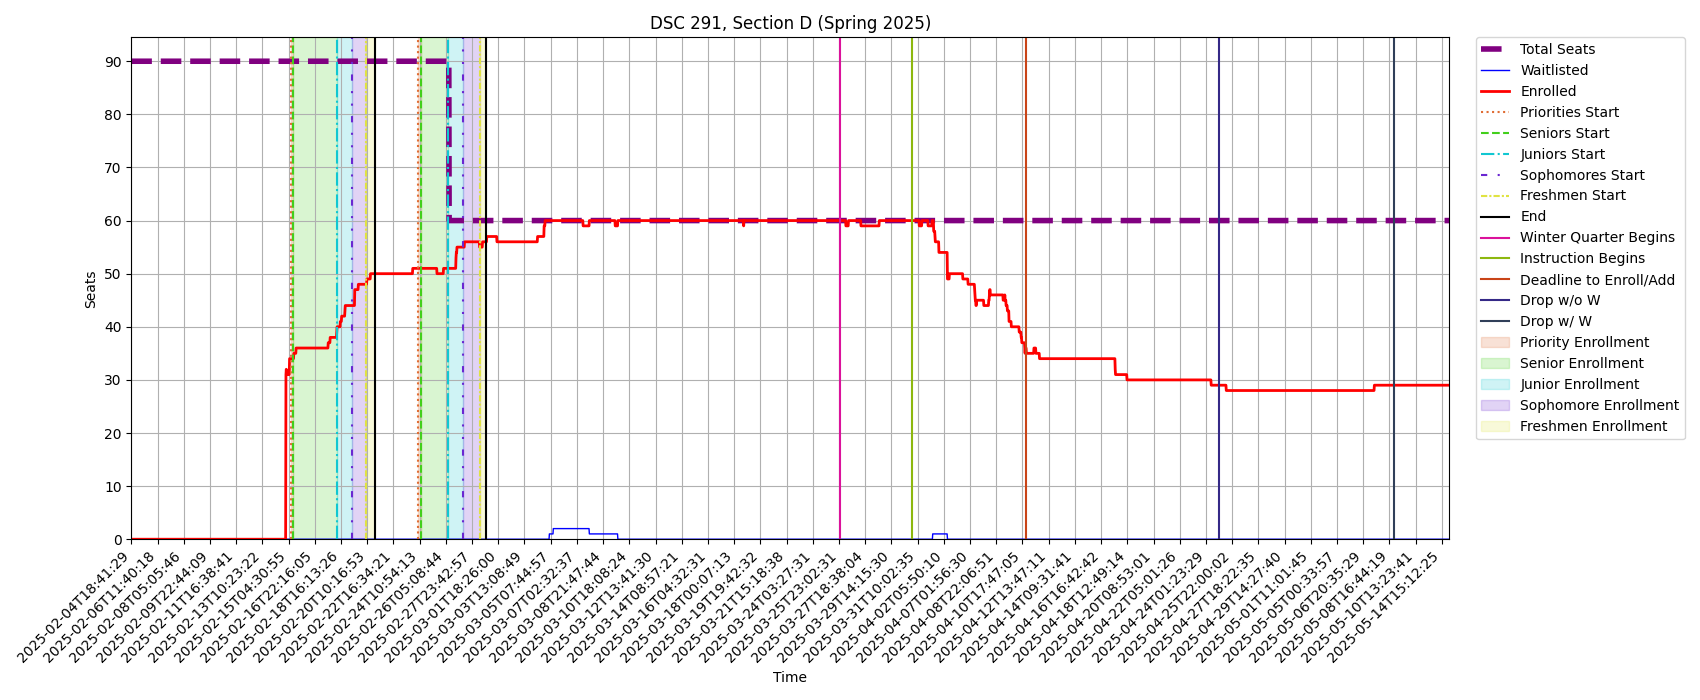 DSC 291, Section D (Spring 2025)
Seats
90
80
70
60
50
40
30
20
10
0
2025-02-04T18:41:29
2025-02-06T11:40:18
2025-02-08T05:05:46
2025-02-09T22:44:09
2025-02-11T16:38:41
2025-02-13T10:23:22
2025-02-15T04:30:55
2025-02-16T22:16:05
2025-02-18T16:13:26
2025-02-20T10:16:53
2025-02-22T16:34:21
2025-02-24T10:54:13
2025-02-26T05:08:44
2025-02-27T23:42:57
2025-03-01T18:26:00
2025-03-03T13:08:49
2025-03-05T07:44:57
2025-03-07T02:32:37
2025-03-08T21:47:44
2025-03-10T18:08:24
2025-03-12T13:41:30
2025-03-14T08:57:21
2025-03-16T04:32:31
2025-03-18T00:07:13
2025-03-19T19:42:32
2025-03-21T15:18:38
2025-03-24T03:27:31
2025-03-25T23:02:31
2025-03-27T18:38:04
2025-03-29T14:15:30
2025-03-31T10:02:35
2025-04-02T05:50:10
2025-04-07T01:56:30
2025-04-08T22:06:51
2025-04-10T17:47:05
2025-04-12T13:47:11
2025-04-14T09:31:41
2025-04-16T16:42:42
2025-04-18T12:49:14
2025-04-20T08:53:01
2025-04-22T05:01:26
2025-04-24T01:23:29
2025-04-25T22:00:02
2025-04-27T18:22:35
2025-04-29T14:27:40
2025-05-01T11:01:45
2025-05-05T00:33:57
2025-05-06T20:35:29
2025-05-08T16:44:19
2025-05-10T13:23:41
2025-05-14T15:12:25
Time
Total Seats
Waitlisted
Enrolled
Priorities Start
Seniors Start
Juniors Start
Sophomores Start
Freshmen Start
End
Winter Quarter Begins
Instruction Begins
Deadline to Enroll/Add
Drop w/o W
Drop w/ W
Priority Enrollment
Senior Enrollment
Junior Enrollment
Sophomore Enrollment
Freshmen Enrollment